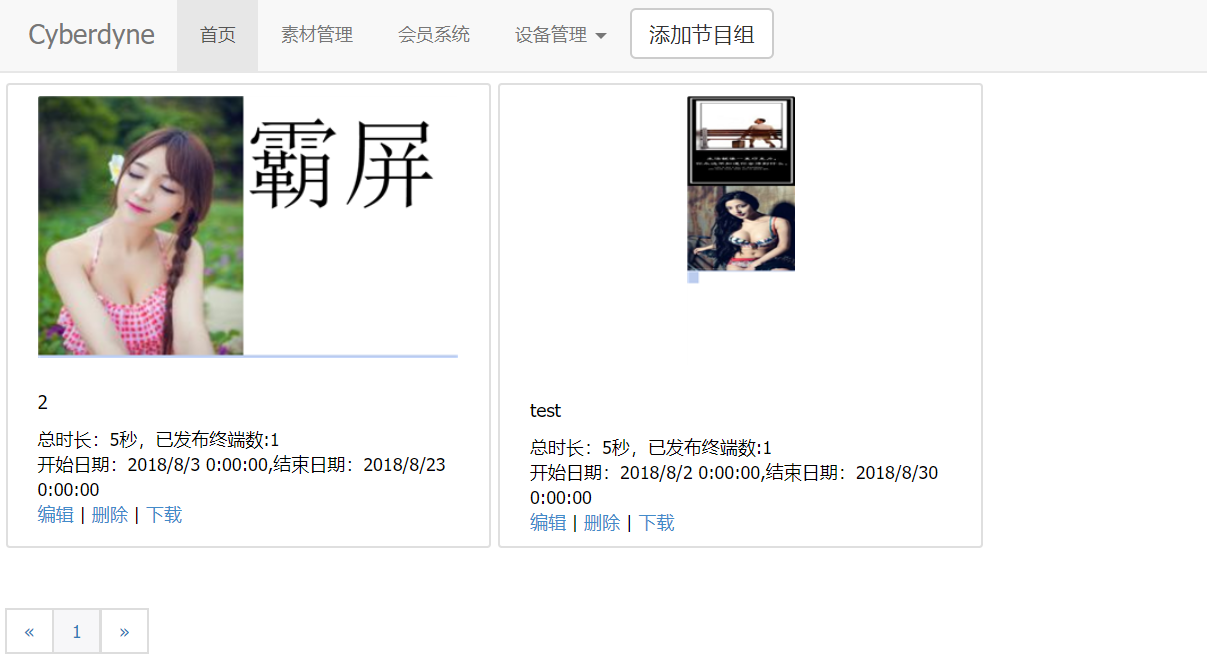 Cyberdyne 首页 素材管理 会员系统 设备管理 添加节目组
霸屏
2
总时长：5秒，已发布终端数:1
开始日期：2018/8/3 0:00:00,结束日期：2018/8/23
0:00:00
编辑 | 删除 | 下载
test
总时长：5秒，已发布终端数:1
开始日期：2018/8/2 0:00:00,结束日期：2018/8/30
0:00:00
编辑 | 删除 | 下载
« 1 »